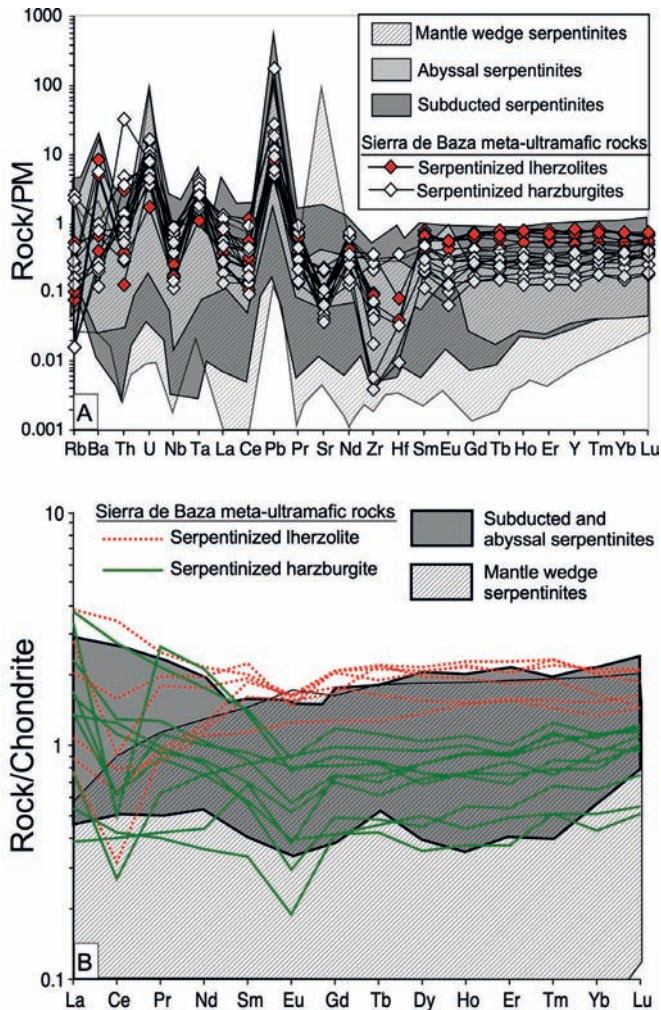 1000
100
10
1
0.1
0.01
0.001
Rock/PM
Mantle wedge serpentinites
Abyssal serpentinites
Subducted serpentinites
Sierra de Baza meta-ultramafic rocks
Serpentinized lherzolites
Serpentinized harzburgites
A
Rb Ba Th U Nb Ta La Ce Pb Pr Sr Nd Zr Hf Sm Eu Gd Tb Ho Er Y Tm Yb Lu
10
1
0.1
Rock/Chondrite
Sierra de Baza meta-ultramafic rocks
Serpentinized lherzolite
Serpentinized harzburgite
Subducted and
abyssal serpentinites
Mantle wedge
serpentinites
B
La Ce Pr Nd Sm Eu Gd Tb Dy Ho Er Tm Yb Lu